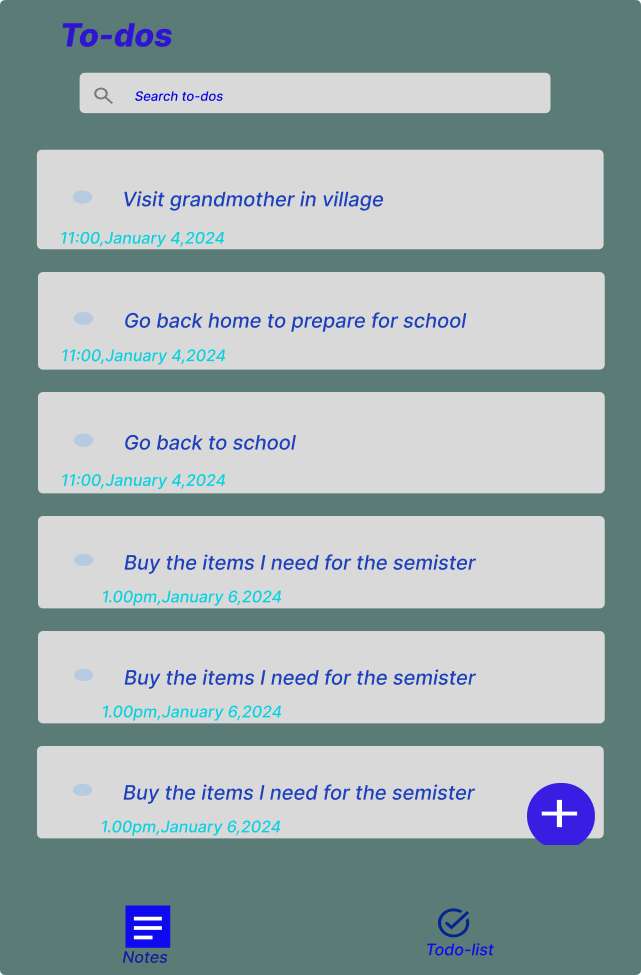 To-dos
Search to-dos
Visit grandmother in village
11:00,January 4,2024
Go back home to prepare for school
11:00,January 4,2024
Go back to school
11:00,January 4,2024
Buy the items I need for the semister
1.00pm,January 6,2024
Buy the items I need for the semister
1.00pm,January 6,2024
Buy the items I need for the semister
1.00pm,January 6,2024
Notes
Todo-list